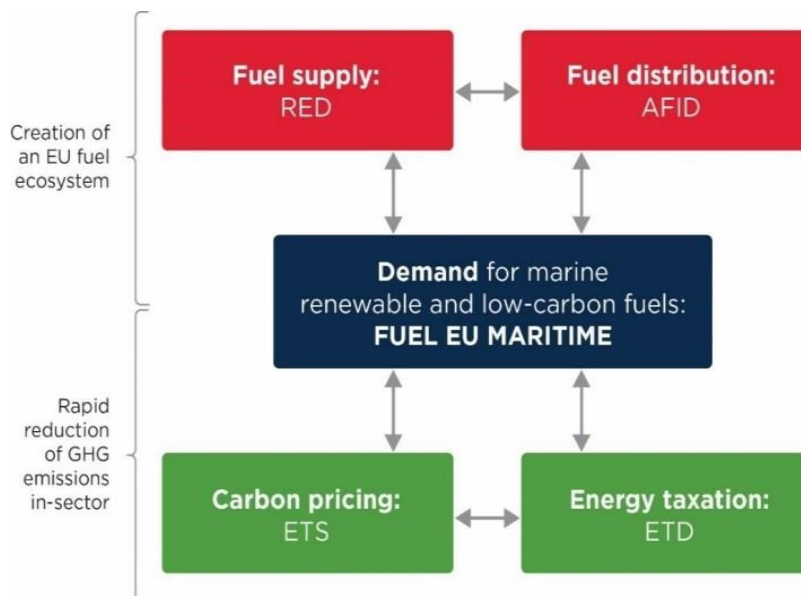 Fuel supply:
RED
Fuel distribution:
AFID
Creation of
an EU fuel
ecosystem
Demand for marine
renewable and low-carbon fuels:
FUEL EU MARITIME
Rapid
reduction
of GHG
emissions
in-sector
Carbon pricing:
ETS
Energy taxation:
ETD